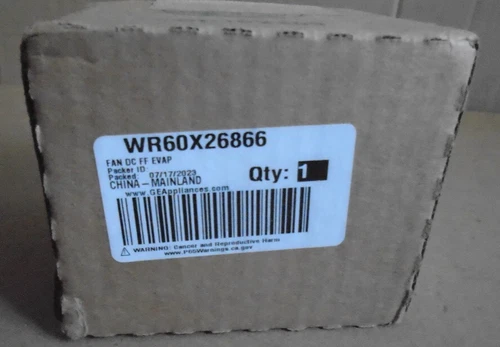 WR60X26866
FAN DC FF EVAP
Packer ID:
Packed 07/17/2023
CHINA - MAINLAND
Qty: 1
www.GEAppliances.com
⚠ WARNING: Cancer and Reproductive Harm
www.P65Warnings.ca.gov